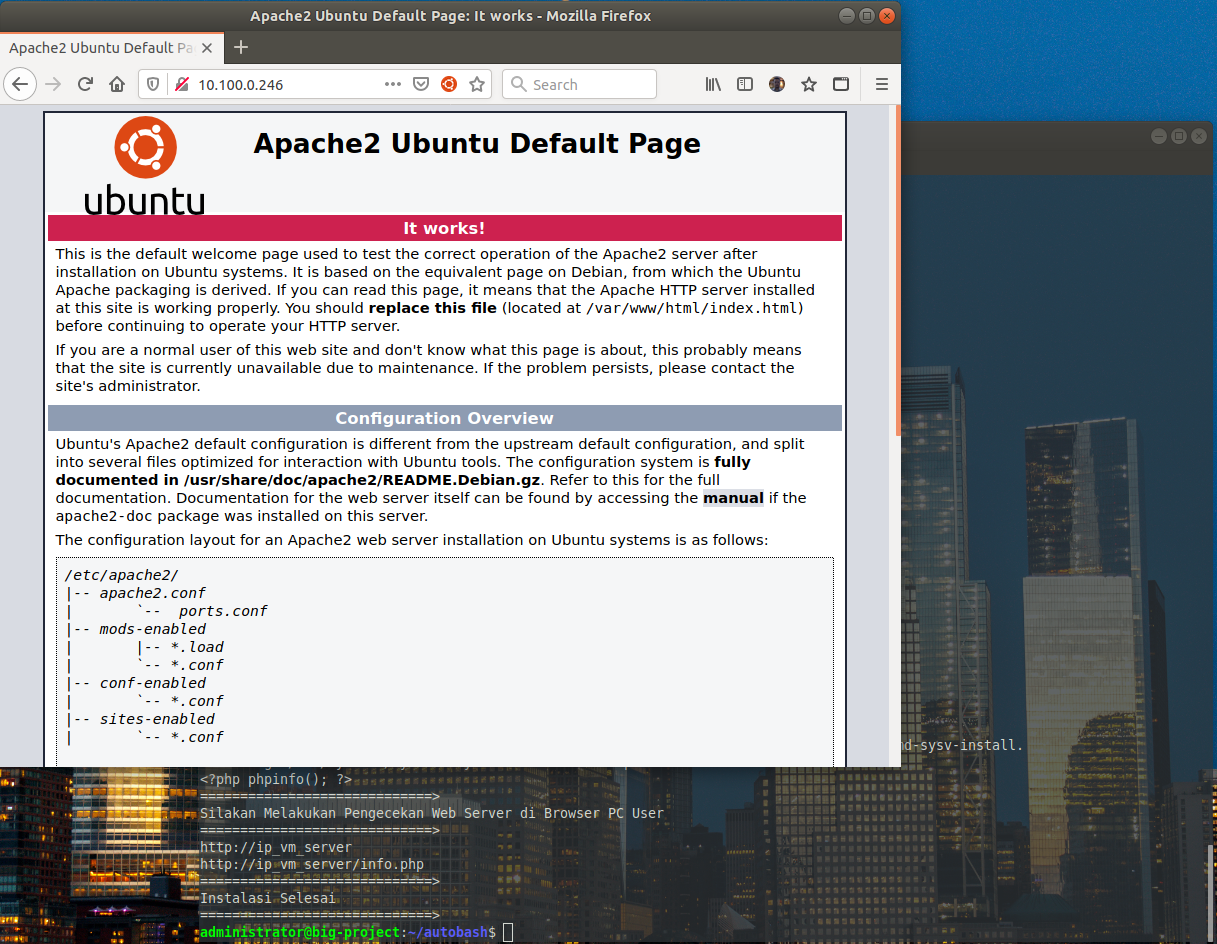 Apache2 Ubuntu Default Page: It works - Mozilla Firefox
Apache2 Ubuntu Default Pa
10.100.0.246
Search
ubuntu
Apache2 Ubuntu Default Page
It works!
This is the default welcome page used to test the correct operation of the Apache2 server after
installation on Ubuntu systems. It is based on the equivalent page on Debian, from which the Ubuntu
Apache packaging is derived. If you can read this page, it means that the Apache HTTP server installed
at this site is working properly. You should replace this file (located at /var/www/html/index.html)
before continuing to operate your HTTP server.
If you are a normal user of this web site and don't know what this page is about, this probably means
that the site is currently unavailable due to maintenance. If the problem persists, please contact the
site's administrator.
Configuration Overview
Ubuntu's Apache2 default configuration is different from the upstream default configuration, and split
into several files optimized for interaction with Ubuntu tools. The configuration system is fully
documented in /usr/share/doc/apache2/README.Debian.gz. Refer to this for the full
documentation. Documentation for the web server itself can be found by accessing the manual if the
apache2-doc package was installed on this server.
The configuration layout for an Apache2 web server installation on Ubuntu systems is as follows:
/etc/apache2/
|-- apache2.conf
|       `--  ports.conf
|-- mods-enabled
|       |-- *.load
|       `-- *.conf
|-- conf-enabled
|       `-- *.conf
|-- sites-enabled
|       `-- *.conf
d-sysv-install.
<?php phpinfo(); ?>
=============================>
Silakan Melakukan Pengecekan Web Server di Browser PC User
=============================>
http://ip_vm_server
http://ip_vm_server/info.php
=============================>
Instalasi Selesai
=============================>
administrator@big-project:~/autobash$